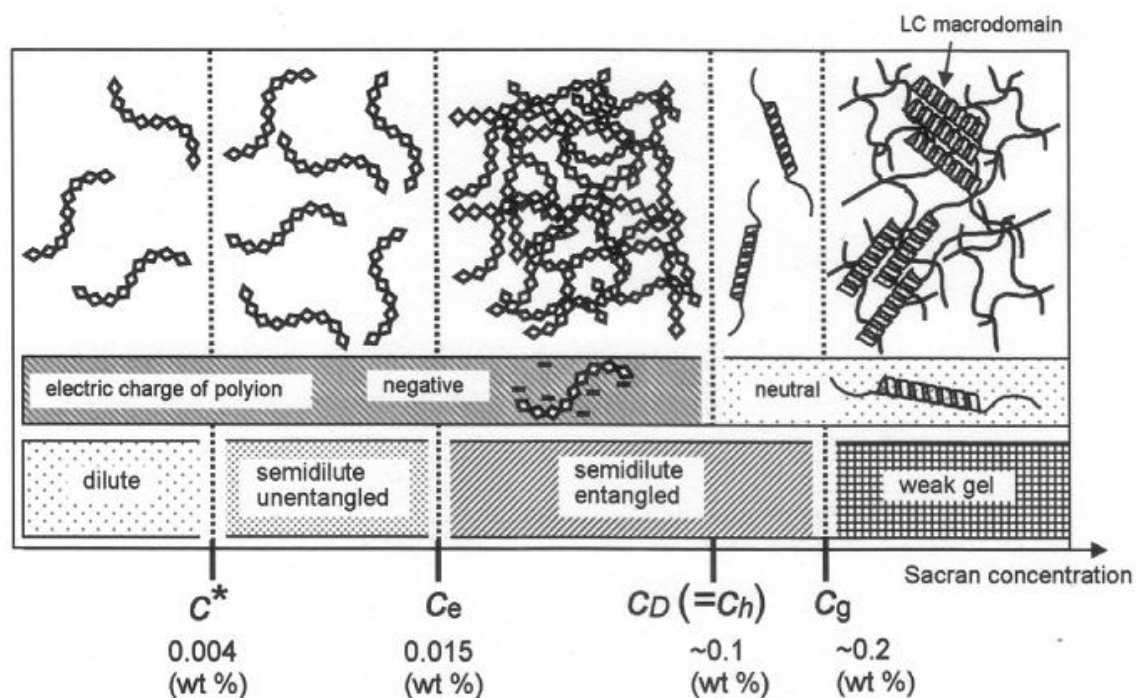 LC macrodomain
electric charge of polyion
negative
neutral
dilute
semidilute
unentangled
semidilute
entangled
weak gel
Sacran concentration
C*
Ce
CD (=Ch)
Cg
0.004
(wt %)
0.015
(wt %)
~0.1
(wt %)
~0.2
(wt %)